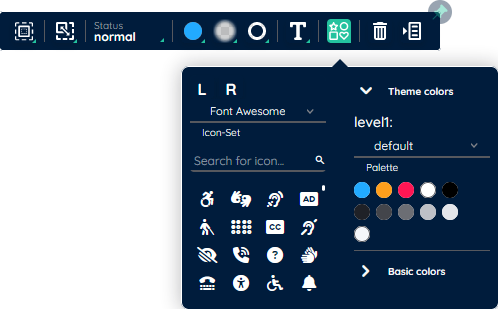 Status
normal
T
L R
Font Awesome
Icon-Set
Search for icon...
AD
CC
?
Theme colors
level1:
default
Palette
Basic colors